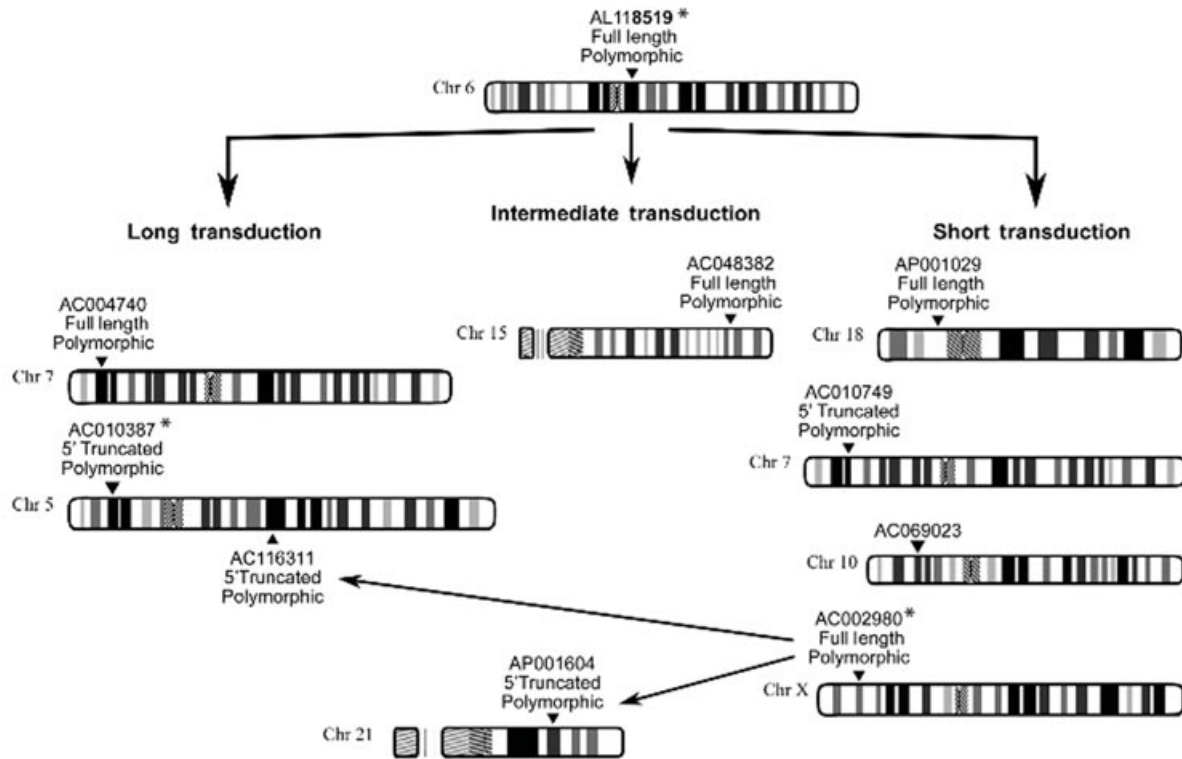 AL118519 *
Full length
Polymorphic
Chr 6
Long transduction
Intermediate transduction
Short transduction
AC004740
Full length
Polymorphic
Chr 7
AC010387 *
5' Truncated
Polymorphic
Chr 5
AC116311
5'Truncated
Polymorphic
AC048382
Full length
Polymorphic
Chr 15
AP001029
Full length
Polymorphic
Chr 18
AC010749
5' Truncated
Polymorphic
Chr 7
AC069023
Chr 10
AC002980 *
Full length
Polymorphic
Chr X
AP001604
5'Truncated
Polymorphic
Chr 21